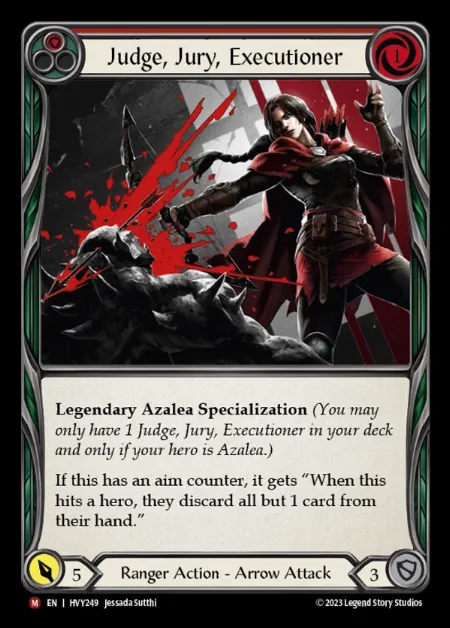 Judge, Jury, Executioner
1
Legendary Azalea Specialization (You may
only have 1 Judge, Jury, Executioner in your deck
and only if your hero is Azalea.)
If this has an aim counter, it gets “When this
hits a hero, they discard all but 1 card from
their hand.”
5 Ranger Action - Arrow Attack 3
M EN | HVY249 Jessada Sutthi ©2023 Legend Story Studios